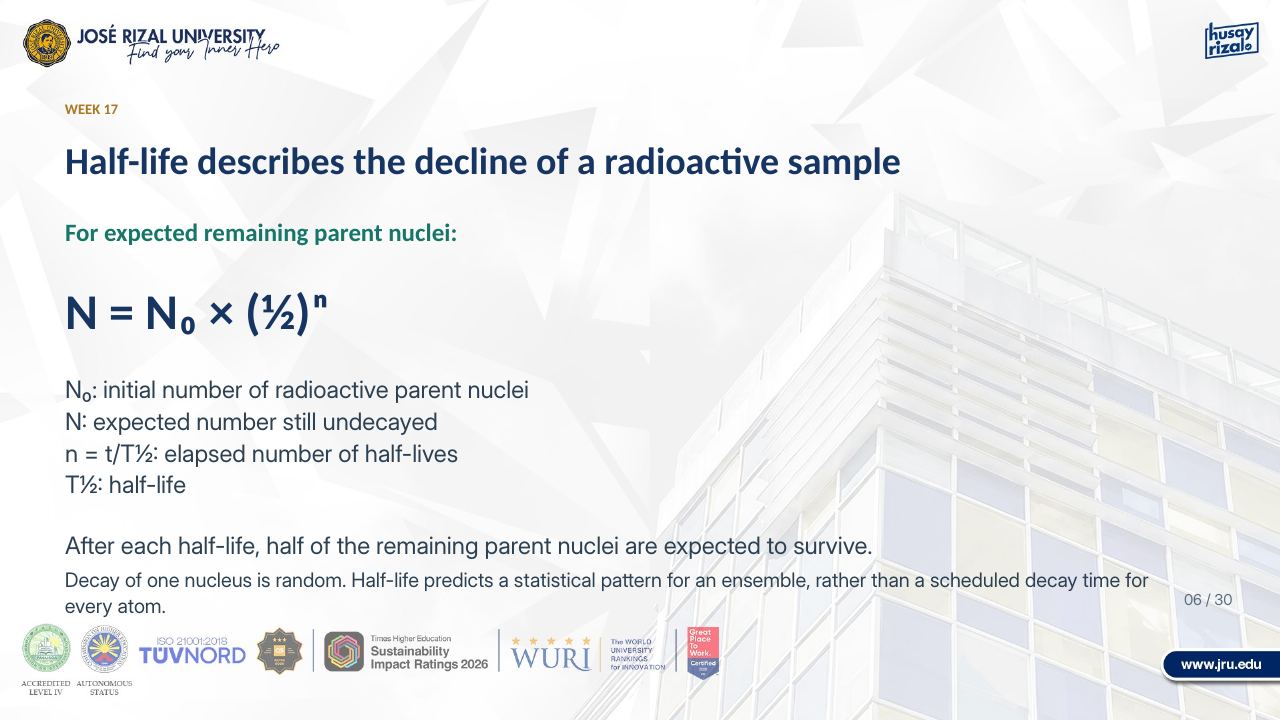 JOSÉ RIZAL UNIVERSITY
Find your Inner Hero
husay
rizal
WEEK 17
Half-life describes the decline of a radioactive sample
For expected remaining parent nuclei:
N = N₀ × (½)ⁿ
N₀: initial number of radioactive parent nuclei
N: expected number still undecayed
n = t/T½: elapsed number of half-lives
T½: half-life
After each half-life, half of the remaining parent nuclei are expected to survive.
Decay of one nucleus is random. Half-life predicts a statistical pattern for an ensemble, rather than a scheduled decay time for
every atom.
06 / 30
ACCREDITED
LEVEL IV
AUTONOMOUS
STATUS
ISO 21001:2018
TÜVNORD
Times Higher Education
Sustainability
Impact Ratings 2026
WURI
The WORLD
UNIVERSITY
RANKINGS
for INNOVATION
Great
Place
To
Work.
Certified
www.jru.edu